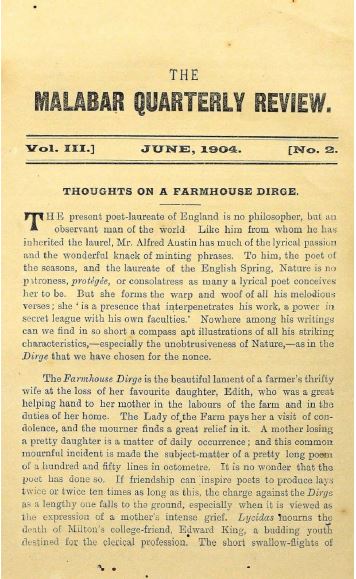 THE
MALABAR QUARTERLY REVIEW.
Vol. III.] JUNE, 1904. [No. 2.
THOUGHTS ON A FARMHOUSE DIRGE.
THE present poet-laureate of England is no philosopher, but an
observant man of the world Like him from whom he has
inherited the laurel, Mr. Alfred Austin has much of the lyrical passion
and the wonderful knack of minting phrases. To him, the poet of
the seasons, and the laureate of the English Spring, Nature is no
patroness, protégée, or consolatress as many a lyrical poet conceives
her to be. But she forms the warp and woof of all his melodious
verses; she 'is a presence that interpenetrates his work, a power in
secret league with his own faculties.' Nowhere among his writings
can we find in so short a compass apt illustrations of all his striking
characteristics,—especially the unobtrusiveness of Nature,—as in the
Dirge that we have chosen for the nonce.
The Farmhouse Dirge is the beautiful lament of a farmer's thrifty
wife at the loss of her favourite daughter, Edith, who was a great
helping hand to her mother in the labours of the farm and in the
duties of her home. The Lady of the Farm pays her a visit of con-
dolence, and the mourner finds a great relief in it. A mother losing
a pretty daughter is a matter of daily occurrence; and this common
mournful incident is made the subject-matter of a pretty long poem
of a hundred and fifty lines in octometre. It is no wonder that the
poet has done so. If friendship can inspire poets to produce lays
twice or twice ten times as long as this, the charge against the Dirge
as a lengthy one falls to the ground, especially when it is viewed as
the expression of a mother's intense grief. Lycidas mourns the
death of Milton's college-friend, Edward King, a budding youth
destined for the clerical profession. The short swallow-flights of